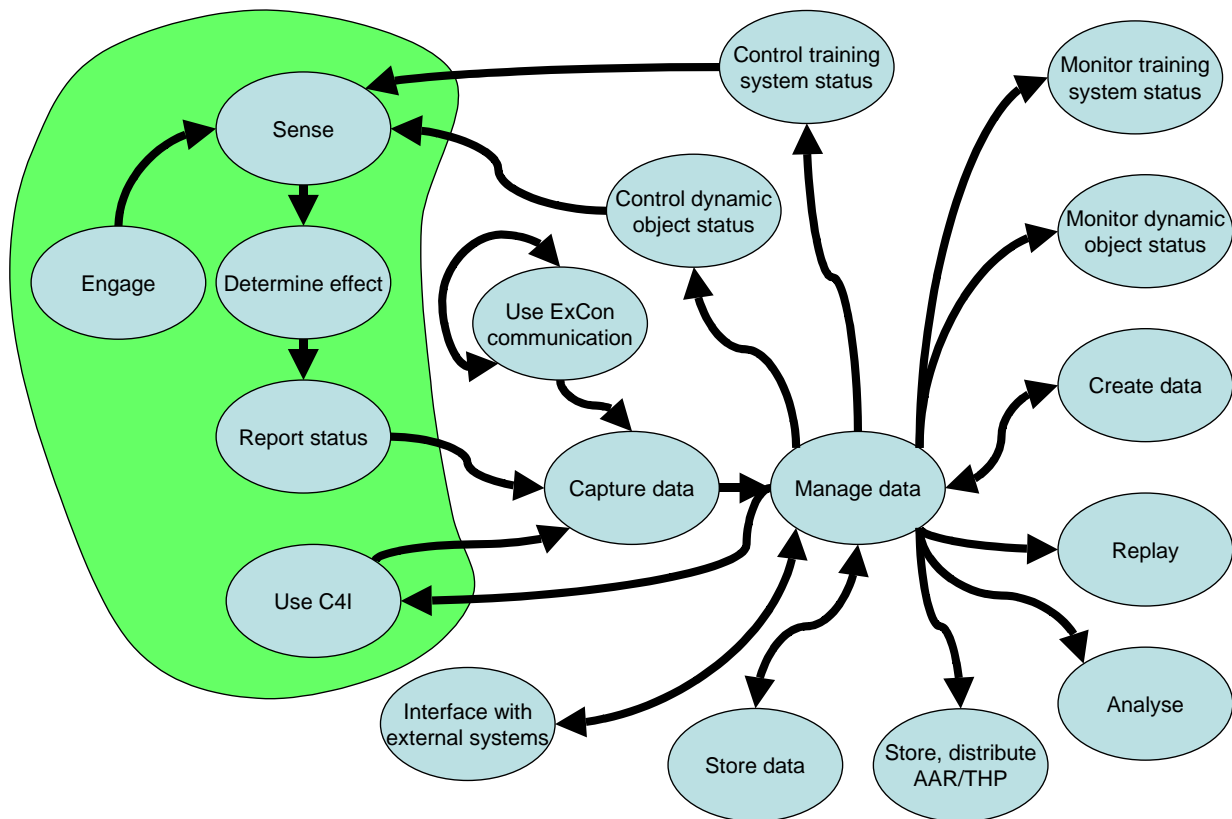 Control training
system status
Monitor training
system status
Sense
Control dynamic
object status
Monitor dynamic
object status
Engage
Determine effect
Use ExCon
communication
Create data
Report status
Capture data
Manage data
Replay
Use C4I
Interface with
external systems
Store data
Store, distribute
AAR/THP
Analyse